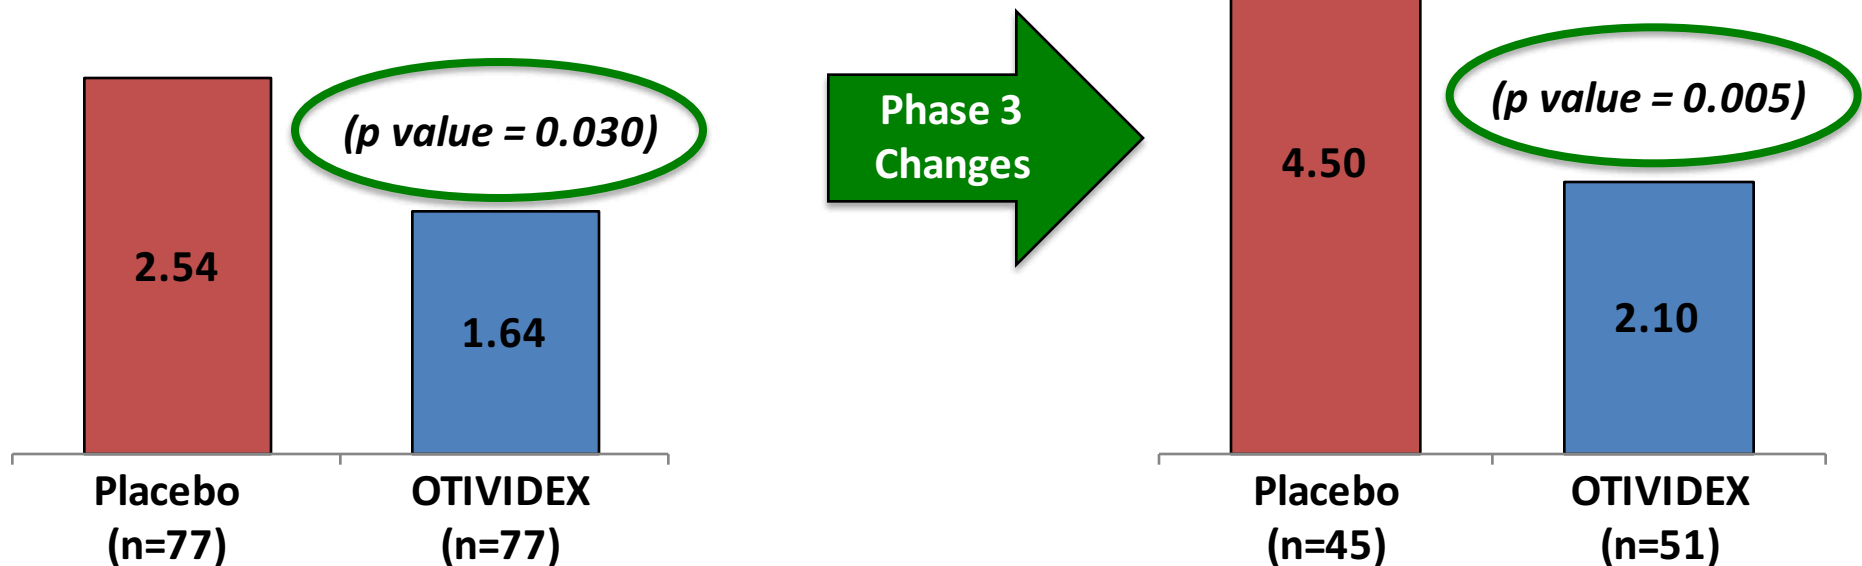 (p value = 0.030)
2.54
1.64
Placebo
(n=77)
OTIVIDEX
(n=77)
Phase 3
Changes
(p value = 0.005)
4.50
2.10
Placebo
(n=45)
OTIVIDEX
(n=51)